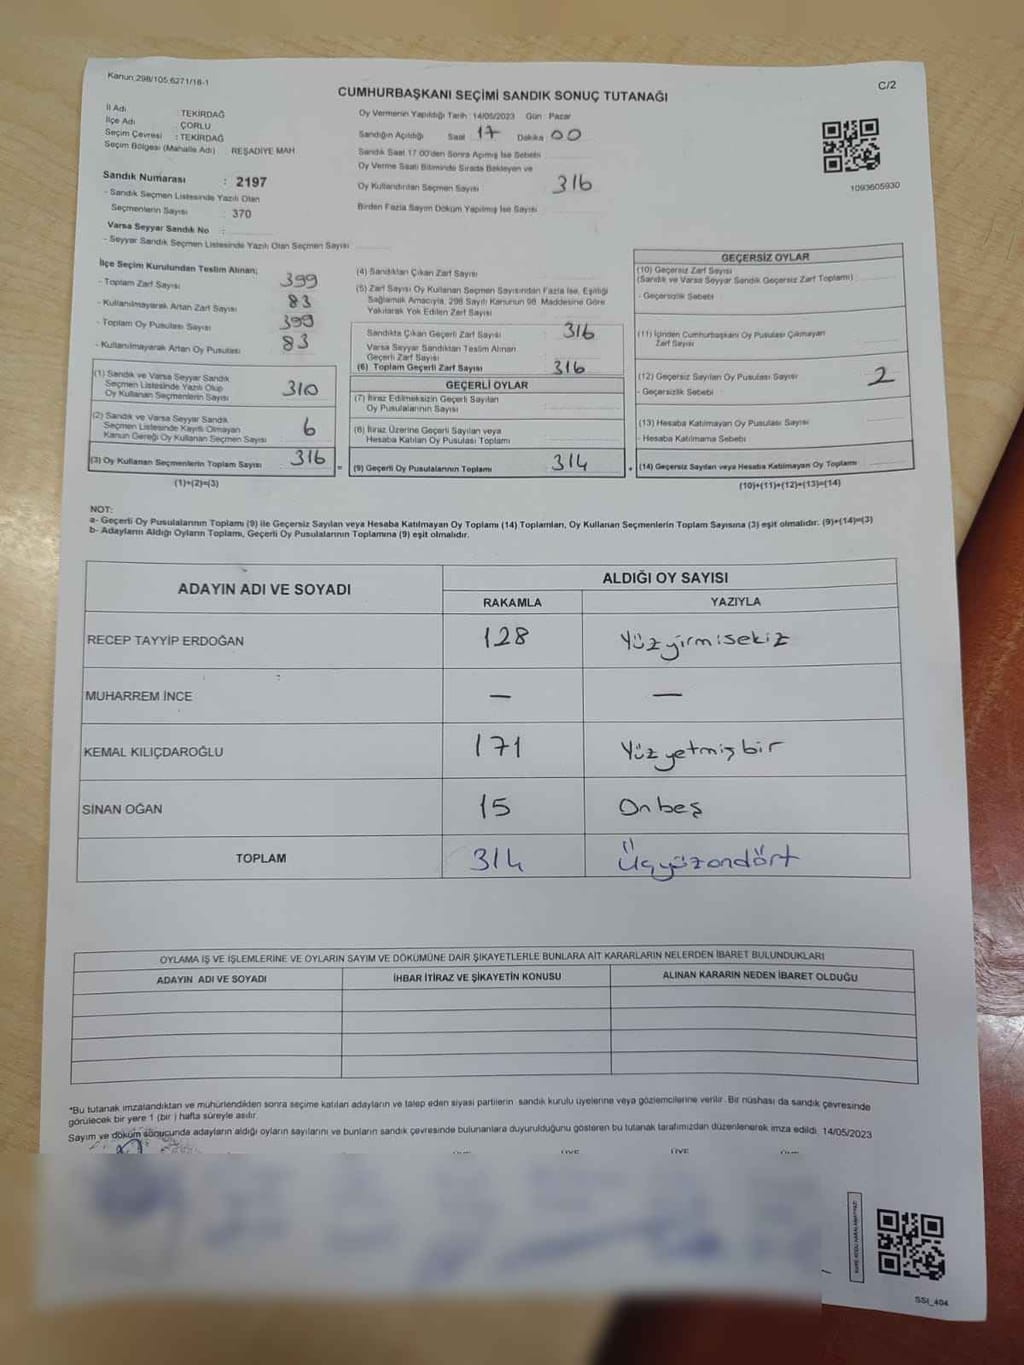 Kanun 298/105,6271/18-1
C/2
CUMHURBAŞKANI SEÇİMİ SANDIK SONUÇ TUTANAĞI
İl Adı : TEKİRDAĞ
İlçe Adı : ÇORLU
Seçim Çevresi : TEKİRDAĞ
Seçim Bölgesi (Mahalle Adı) REŞADİYE MAH.
Sandık Numarası : 2197
- Sandık Seçmen Listesinde Yazılı Olan
Seçmenlerin Sayısı : 370
Varsa Seyyar Sandık No :
- Seyyar Sandık Seçmen Listesinde Yazılı Olan Seçmen Sayısı
Oy Vermenin Yapıldığı Tarih 14/05/2023 Gün : Pazar
Sandığın Açıldığı Saat 17 Dakika 00
Sandık Saat 17.00'den Sonra Açılmış İse Sebebi
Oy Verme Saati Bitiminde Sırada Bekleyen ve
Oy Kullandırılan Seçmen Sayısı 316
Birden Fazla Sayım Döküm Yapılmış İse Sayısı
1093605930
İlçe Seçim Kurulundan Teslim Alınan;
- Toplam Zarf Sayısı 399
- Kullanılmayarak Artan Zarf Sayısı 83
- Toplam Oy Pusulası Sayısı 399
- Kullanılmayarak Artan Oy Pusulası 83
(1) Sandık ve Varsa Seyyar Sandık
Seçmen Listesinde Yazılı Olup
Oy Kullanan Seçmenlerin Sayısı 310
(2) Sandık ve Varsa Seyyar Sandık
Seçmen Listesinde Kayıtlı Olmayan
Kanun Gereği Oy Kullanan Seçmen Sayısı 6
(3) Oy Kullanan Seçmenlerin Toplam Sayısı 316
(1)+(2)=(3)
(4) Sandıktan Çıkan Zarf Sayısı
(5) Zarf Sayısı Oy Kullanan Seçmen Sayısından Fazla İse, Eşitliği
Sağlamak Amacıyla, 298 Sayılı Kanunun 98. Maddesine Göre
Yakılarak Yok Edilen Zarf Sayısı
Sandıkta Çıkan Geçerli Zarf Sayısı 316
Varsa Seyyar Sandıktan Teslim Alınan
Geçerli Zarf Sayısı
(6) Toplam Geçerli Zarf Sayısı 316
GEÇERLİ OYLAR
(7) İtiraz Edilmeksizin Geçerli Sayılan
Oy Pusulalarının Sayısı
(8) İtiraz Üzerine Geçerli Sayılan veya
Hesaba Katılan Oy Pusulası Toplamı
= (9) Geçerli Oy Pusulalarının Toplamı 314
GEÇERSİZ OYLAR
(10) Geçersiz Zarf Sayısı
(Sandık ve Varsa Seyyar Sandık Geçersiz Zarf Toplamı)
- Geçersizlik Sebebi
(11) İçinden Cumhurbaşkanı Oy Pusulası Çıkmayan
Zarf Sayısı
(12) Geçersiz Sayılan Oy Pusulası Sayısı 2
- Geçersizlik Sebebi
(13) Hesaba Katılmayan Oy Pusulası Sayısı
- Hesaba Katılmama Sebebi
+ (14) Geçersiz Sayılan veya Hesaba Katılmayan Oy Toplamı
(10)+(11)+(12)+(13)=(14)
NOT:
a- Geçerli Oy Pusulalarının Toplamı (9) ile Geçersiz Sayılan veya Hesaba Katılmayan Oy Toplamı (14) Toplamları, Oy Kullanan Seçmenlerin Toplam Sayısına (3) eşit olmalıdır. (9)+(14)=(3)
b- Adayların Aldığı Oyların Toplamı, Geçerli Oy Pusulalarının Toplamına (9) eşit olmalıdır.
ADAYIN ADI VE SOYADI ALDIĞI OY SAYISI
RAKAMLA YAZIYLA
RECEP TAYYİP ERDOĞAN 128 Yüzyirmisekiz
MUHARREM İNCE — —
KEMAL KILIÇDAROĞLU 171 Yüzyetmişbir
SİNAN OĞAN 15 Onbeş
TOPLAM 314 Üçyüzondört
OYLAMA İŞ VE İŞLEMLERİNE VE OYLARIN SAYIM VE DÖKÜMÜNE DAİR ŞİKAYETLERLE BUNLARA AİT KARARLARIN NELERDEN İBARET BULUNDUKLARI
ADAYIN ADI VE SOYADI İHBAR İTİRAZ VE ŞİKAYETİN KONUSU ALINAN KARARIN NEDEN İBARET OLDUĞU
*Bu tutanak imzalandıktan ve mühürlendikten sonra seçime katılan adayların ve talep eden siyasi partilerin sandık kurulu üyelerine veya gözlemcilerine verilir. Bir nüshası da sandık çevresinde
görülecek bir yere 1 (bir ) hafta süreyle asılır.
Sayım ve döküm sonucunda adayların aldığı oyların sayılarını ve bunların sandık çevresinde bulunanlara duyurulduğunu gösteren bu tutanak tarafımızdan düzenlenerek imza edildi. 14/05/2023
SSI_404